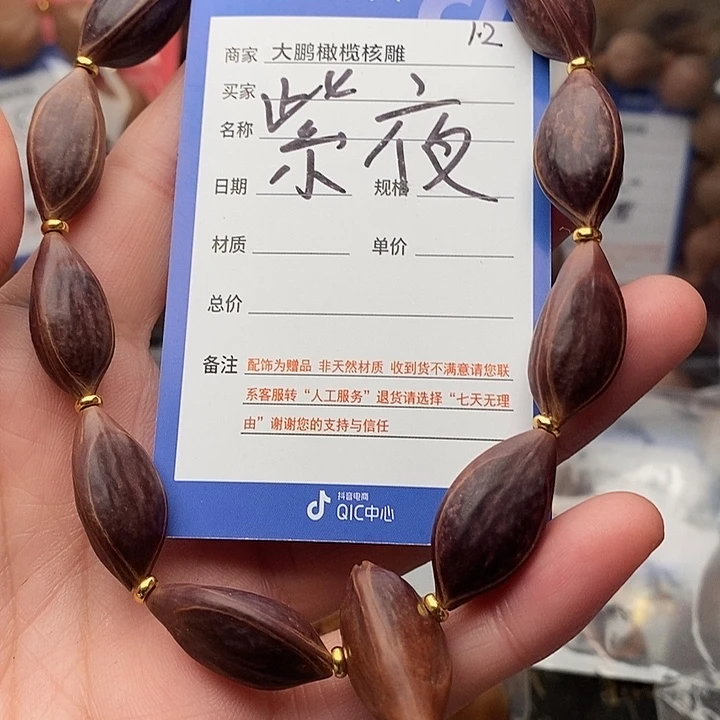 1.2
商家 大鹏橄榄核雕
买家
名称 紫夜
日期 规格
材质 单价
总价
备注 配饰为赠品 非天然材质 收到货不满意请您联
系客服转“人工服务”退货请选择“七天无理
由”谢谢您的支持与信任
抖音电商
QIC中心